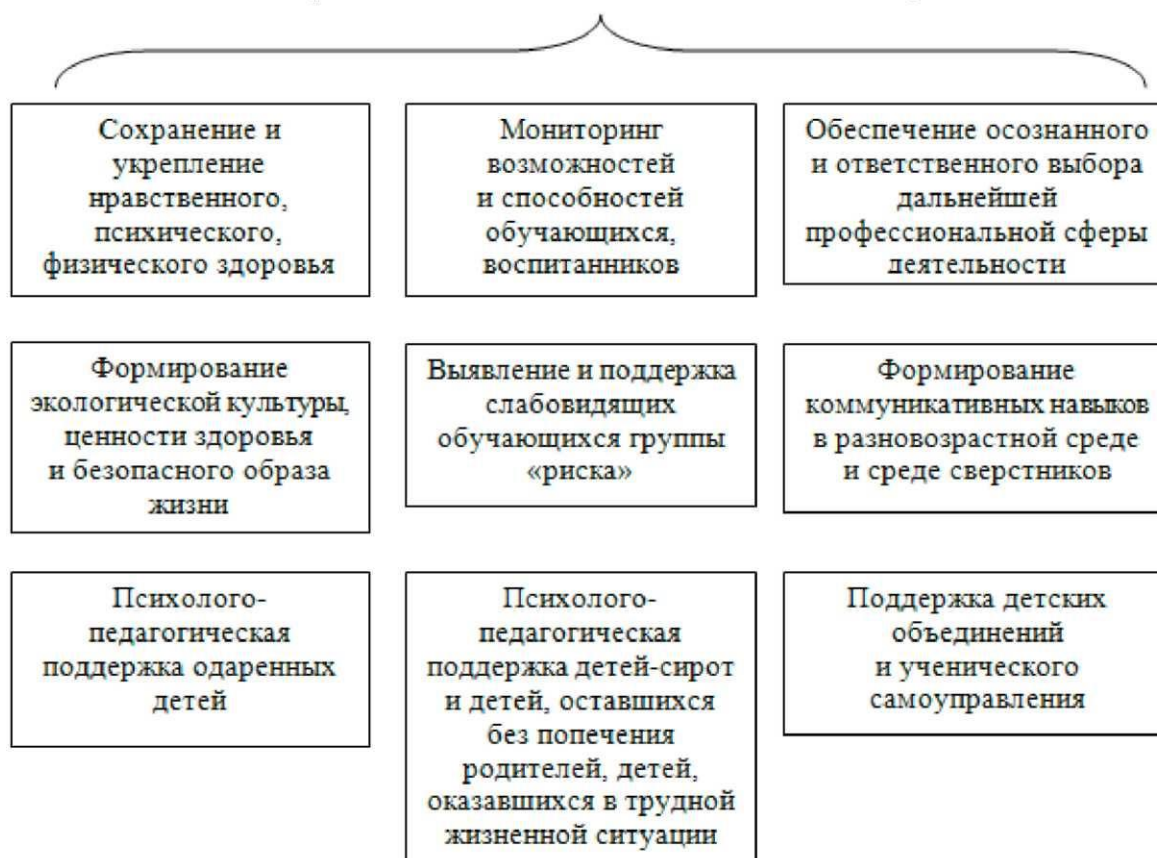 Сохранение и
укрепление
нравственного,
психического,
физического здоровья
Мониторинг
возможностей
и способностей
обучающихся,
воспитанников
Обеспечение осознанного
и ответственного выбора
дальнейшей
профессиональной сферы
деятельности
Формирование
экологической культуры,
ценности здоровья
и безопасного образа
жизни
Выявление и поддержка
слабовидящих
обучающихся группы
«риска»
Формирование
коммуникативных навыков
в разновозрастной среде
и среде сверстников
Психолого-
педагогическая
поддержка одаренных
детей
Психолого-
педагогическая
поддержка детей-сирот
и детей, оставшихся
без попечения
родителей, детей,
оказавшихся в трудной
жизненной ситуации
Поддержка детских
объединений
и ученического
самоуправления